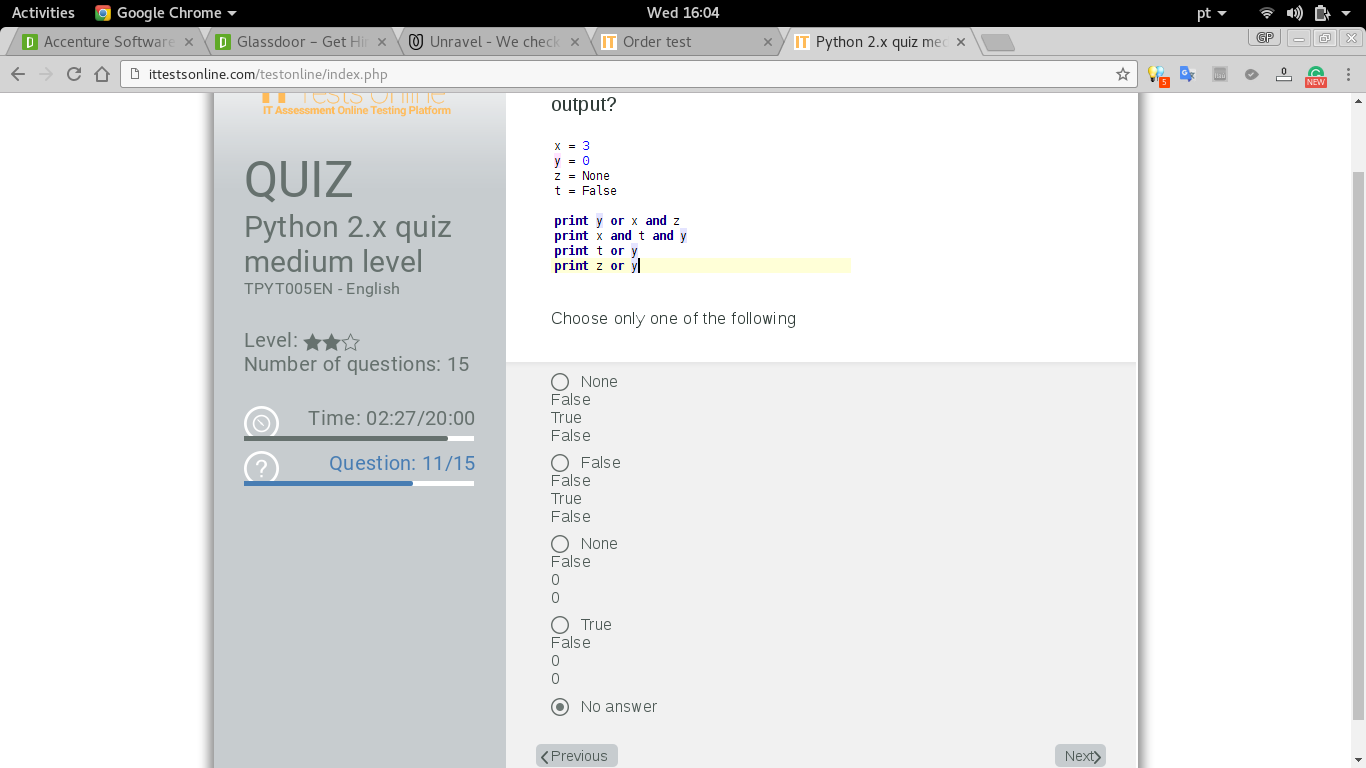 Activities Google Chrome Wed 16:04 pt
Accenture Software Glassdoor – Get Hi Unravel - We check Order test Python 2.x quiz med GP
ittestsonline.com/testonline/index.php 5 0 NEW
IT Tests Online
IT Assessment Online Testing Platform
QUIZ
Python 2.x quiz
medium level
TPYT005EN - English
Level:
Number of questions: 15
Time: 02:27/20:00
? Question: 11/15
output?
x = 3
y = 0
z = None
t = False
print y or x and z
print x and t and y
print t or y
print z or y
Choose only one of the following
None
False
True
False
False
False
True
False
None
False
0
0
True
False
0
0
No answer
Previous Next